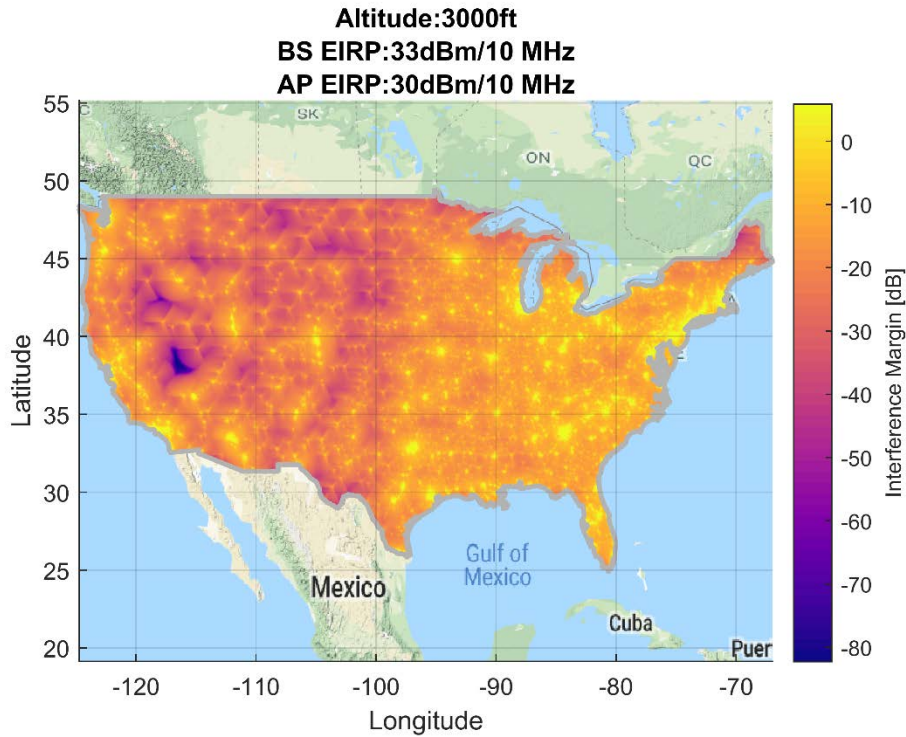 Altitude:3000ft
BS EIRP:33dBm/10 MHz
AP EIRP:30dBm/10 MHz
55
50
45
40
35
30
25
20
Latitude
C
SK
ON
QC
Gulf of
Mexico
Mexico
Cuba
Puer
-120
-110
-100
-90
-80
-70
Longitude
0
-10
-20
-30
-40
-50
-60
-70
-80
Interference Margin [dB]